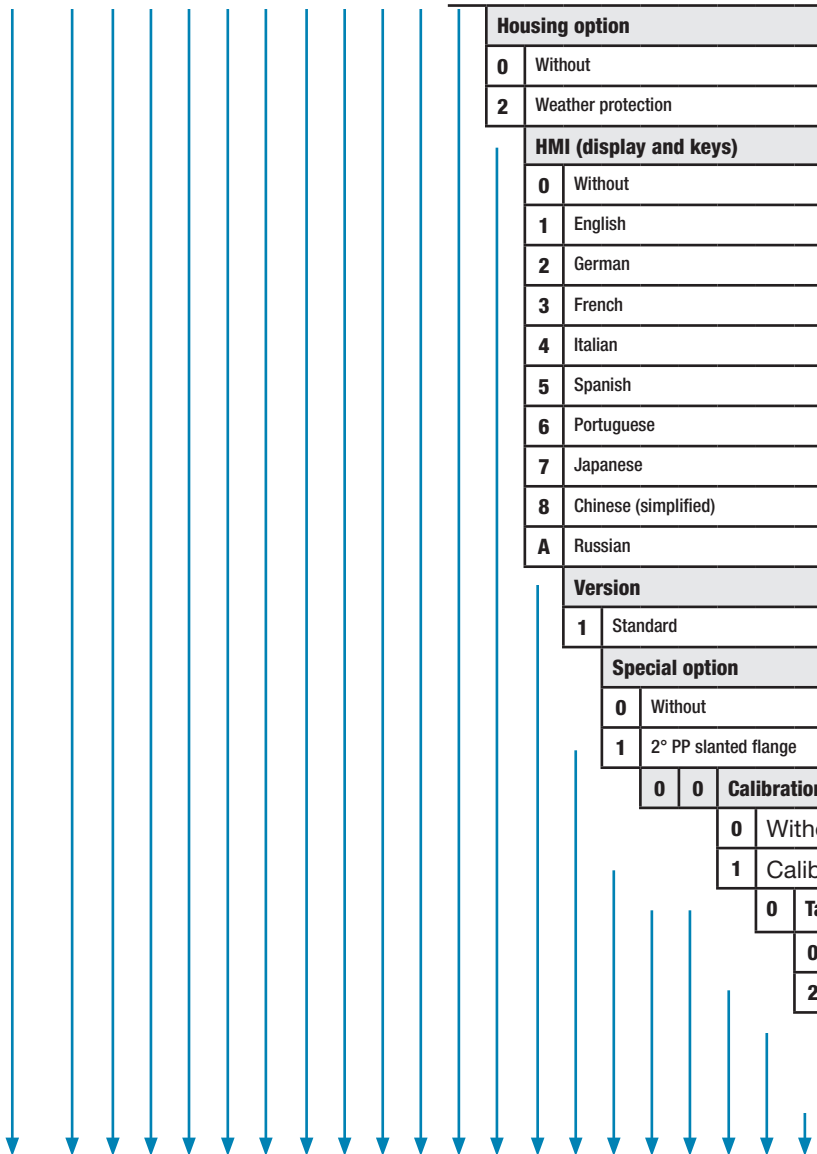 Housing option
0 Without
2 Weather protection
HMI (display and keys)
0 Without
1 English
2 German
3 French
4 Italian
5 Spanish
6 Portuguese
7 Japanese
8 Chinese (simplified)
A Russian
Version
1 Standard
Special option
0 Without
1 2° PP slanted flange
0 0
0
1
0
0
2